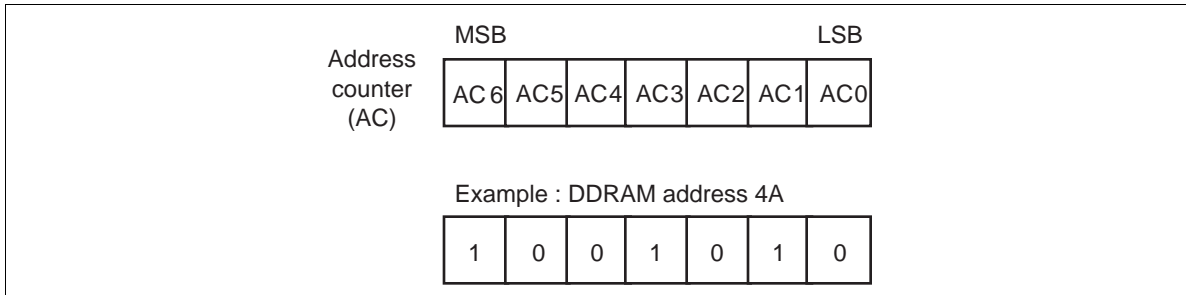 MSB LSB
Address
counter
(AC)
AC 6 AC5 AC4 AC3 AC2 AC1 AC0
Example : DDRAM address 4A
1 0 0 1 0 1 0